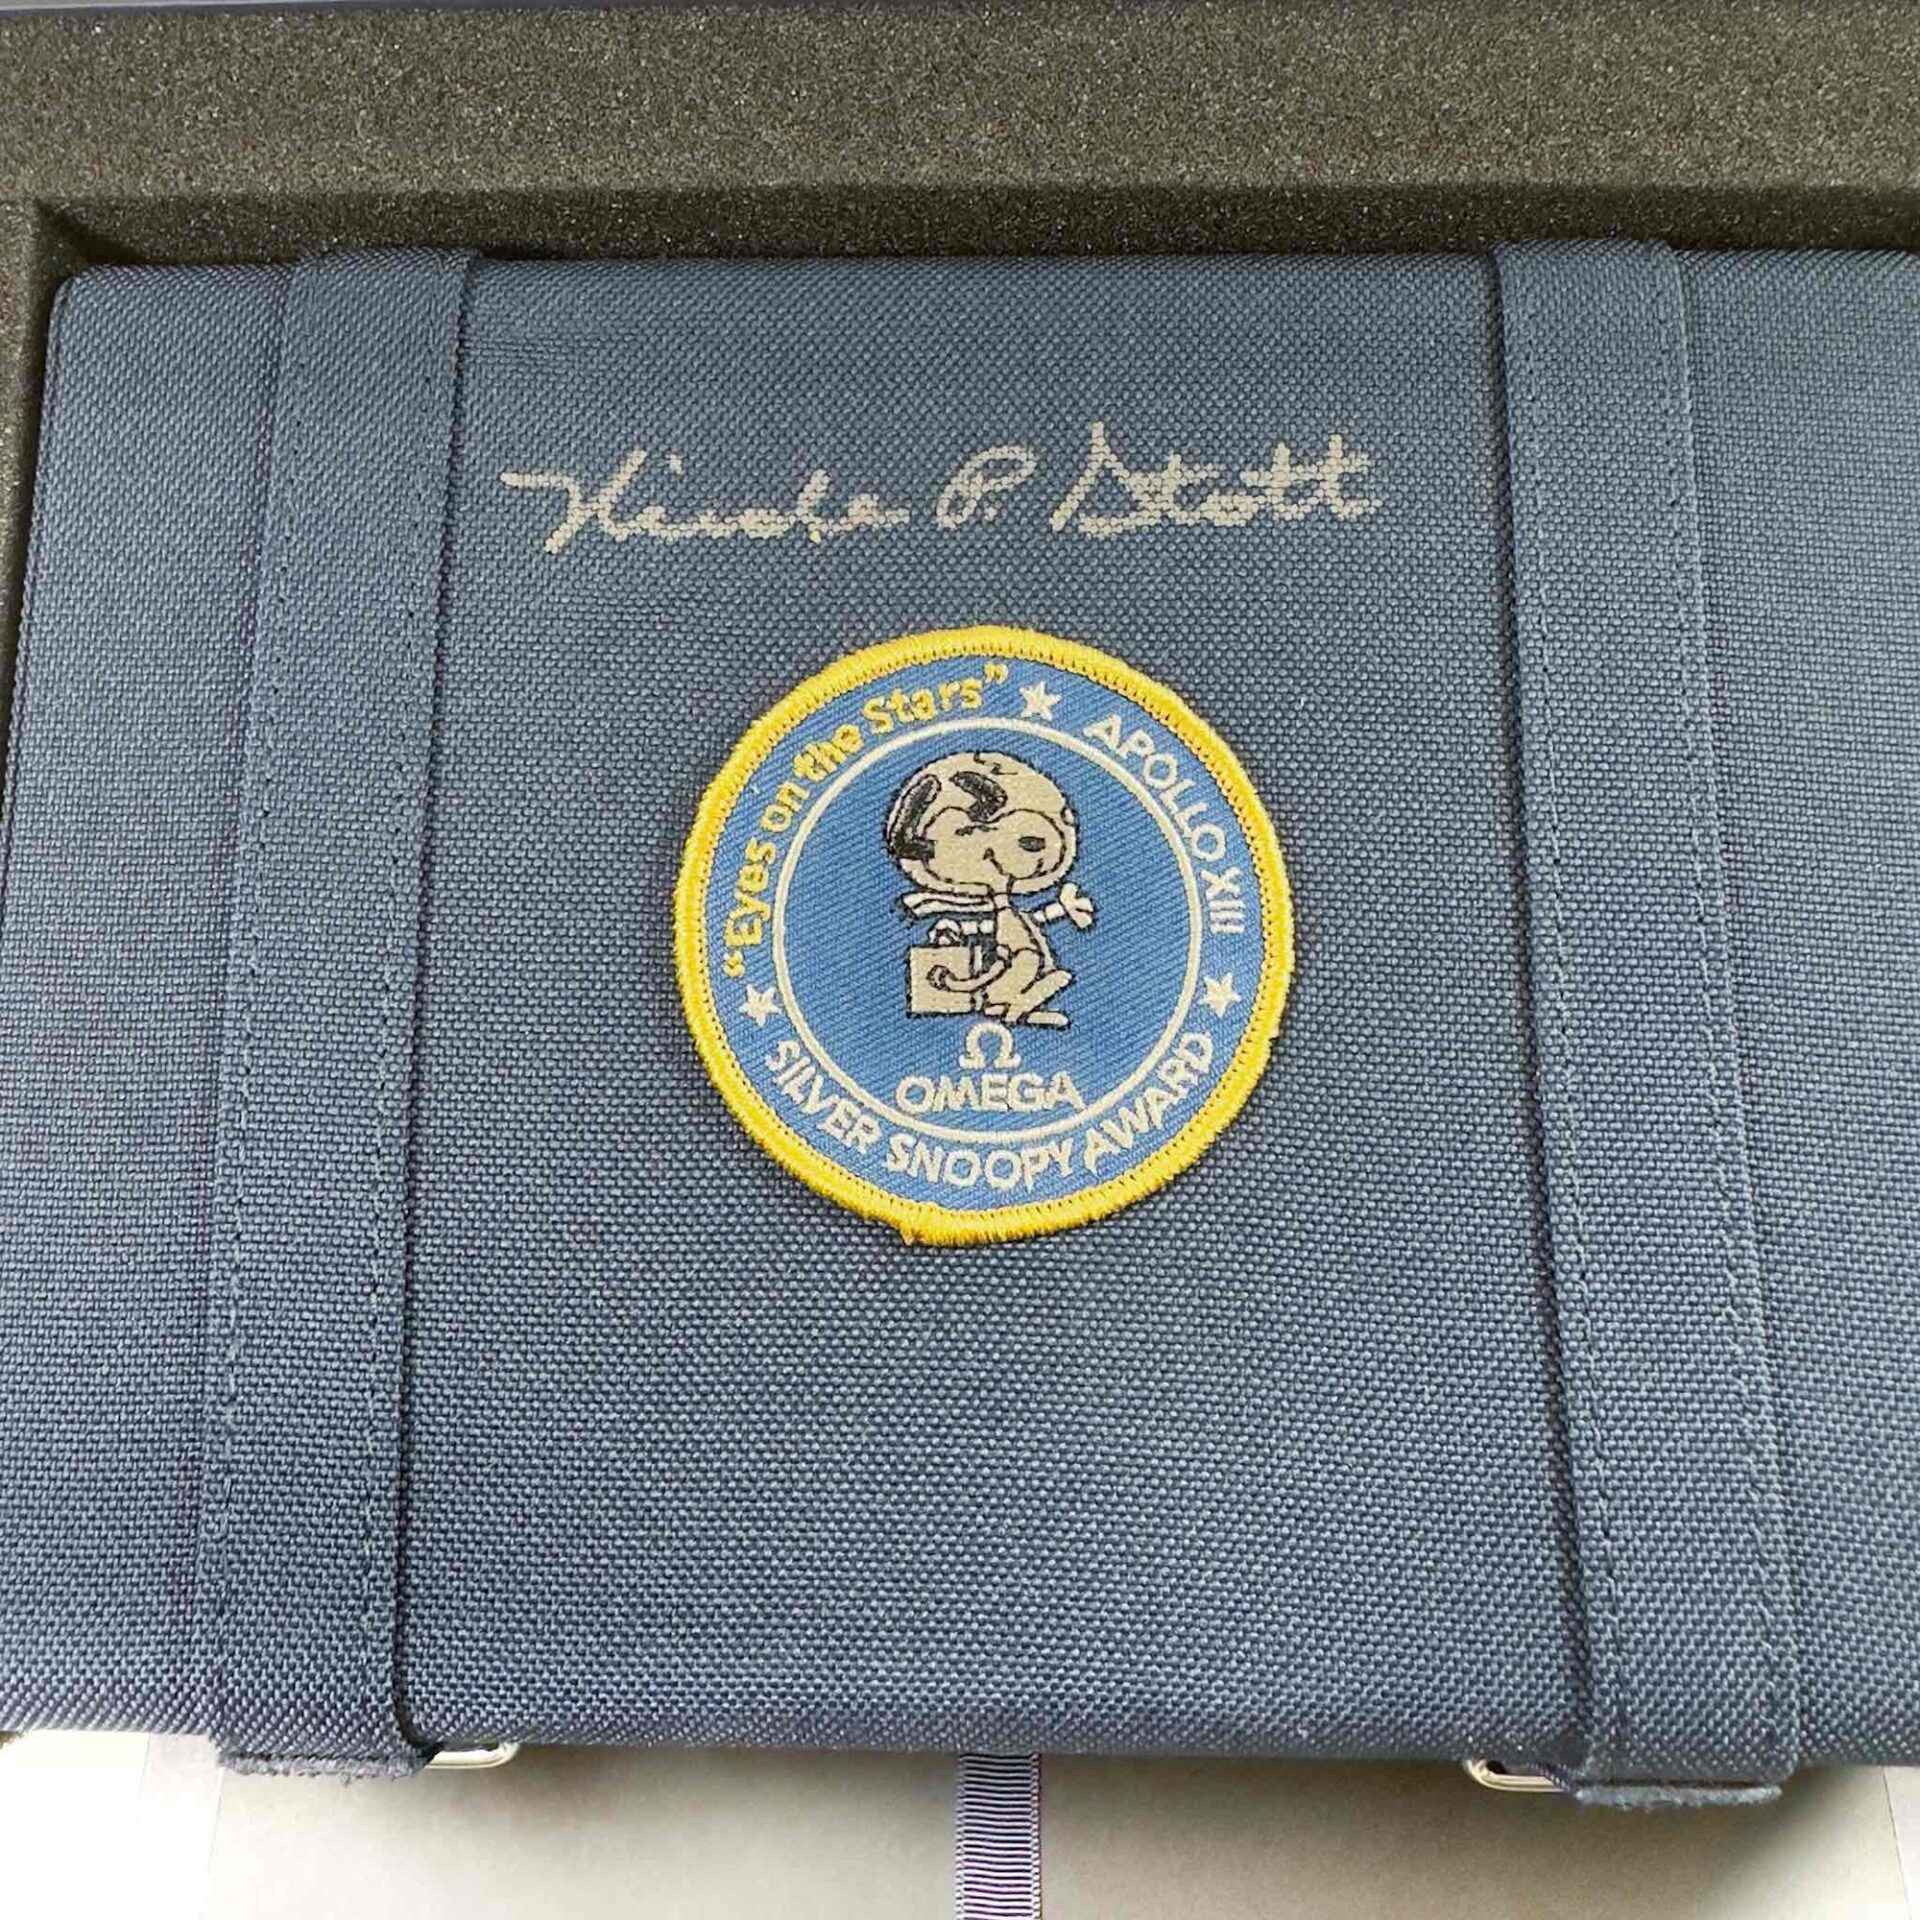 Nicole P. Stott
"Eyes on the Stars" ★ APOLLO XIII ★
Ω
OMEGA
★ SILVER SNOOPY AWARD